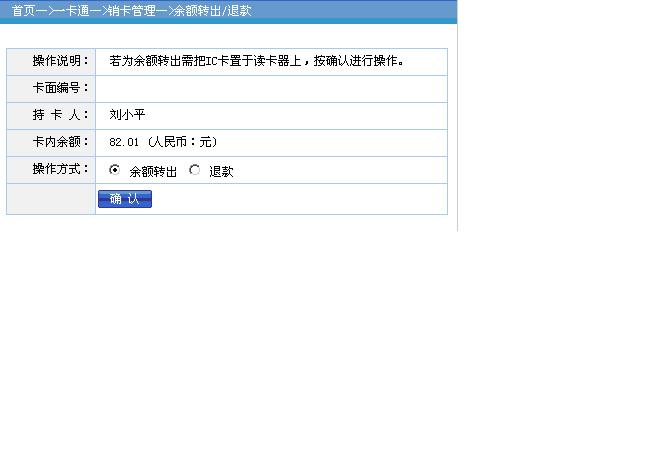 首页—>一卡通—>销卡管理—>余额转出/退款
操作说明： 若为余额转出需把IC卡置于读卡器上，按确认进行操作。
卡面编号：
持 卡 人： 刘小平
卡内余额： 82.01 (人民币：元)
操作方式： 余额转出 退款
确 认